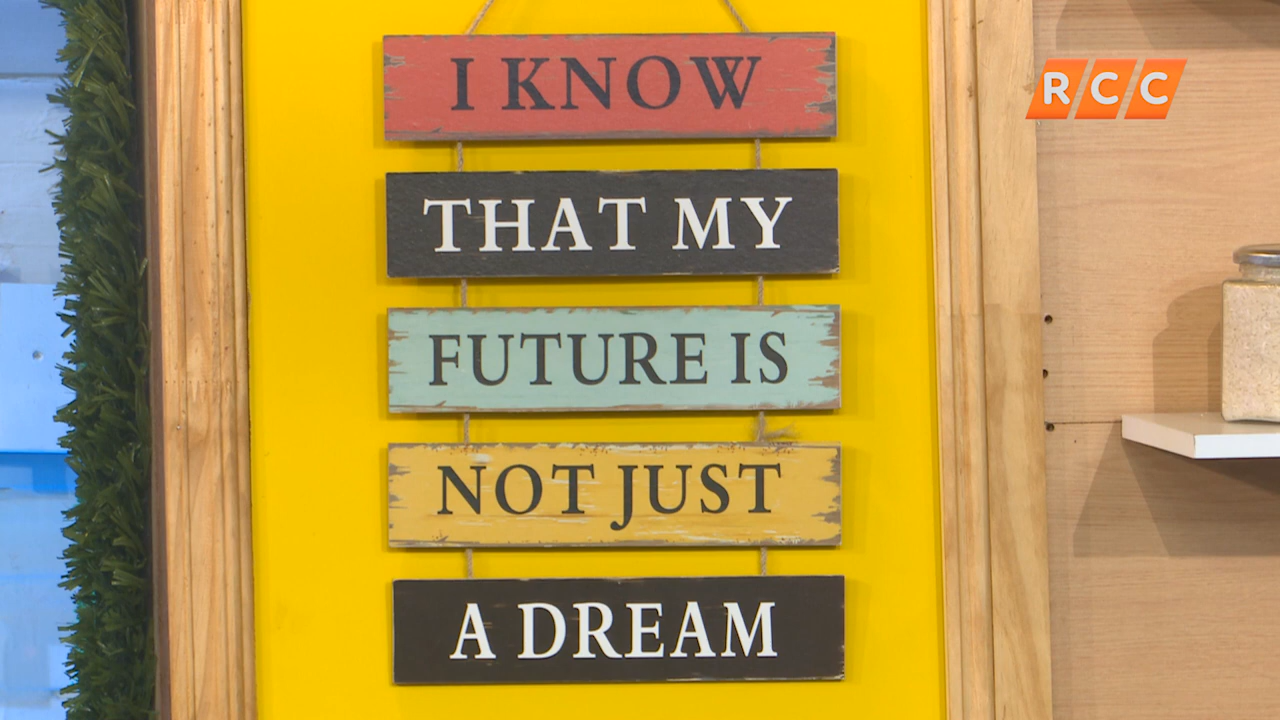 RCC
I KNOW
THAT MY
FUTURE IS
NOT JUST
A DREAM